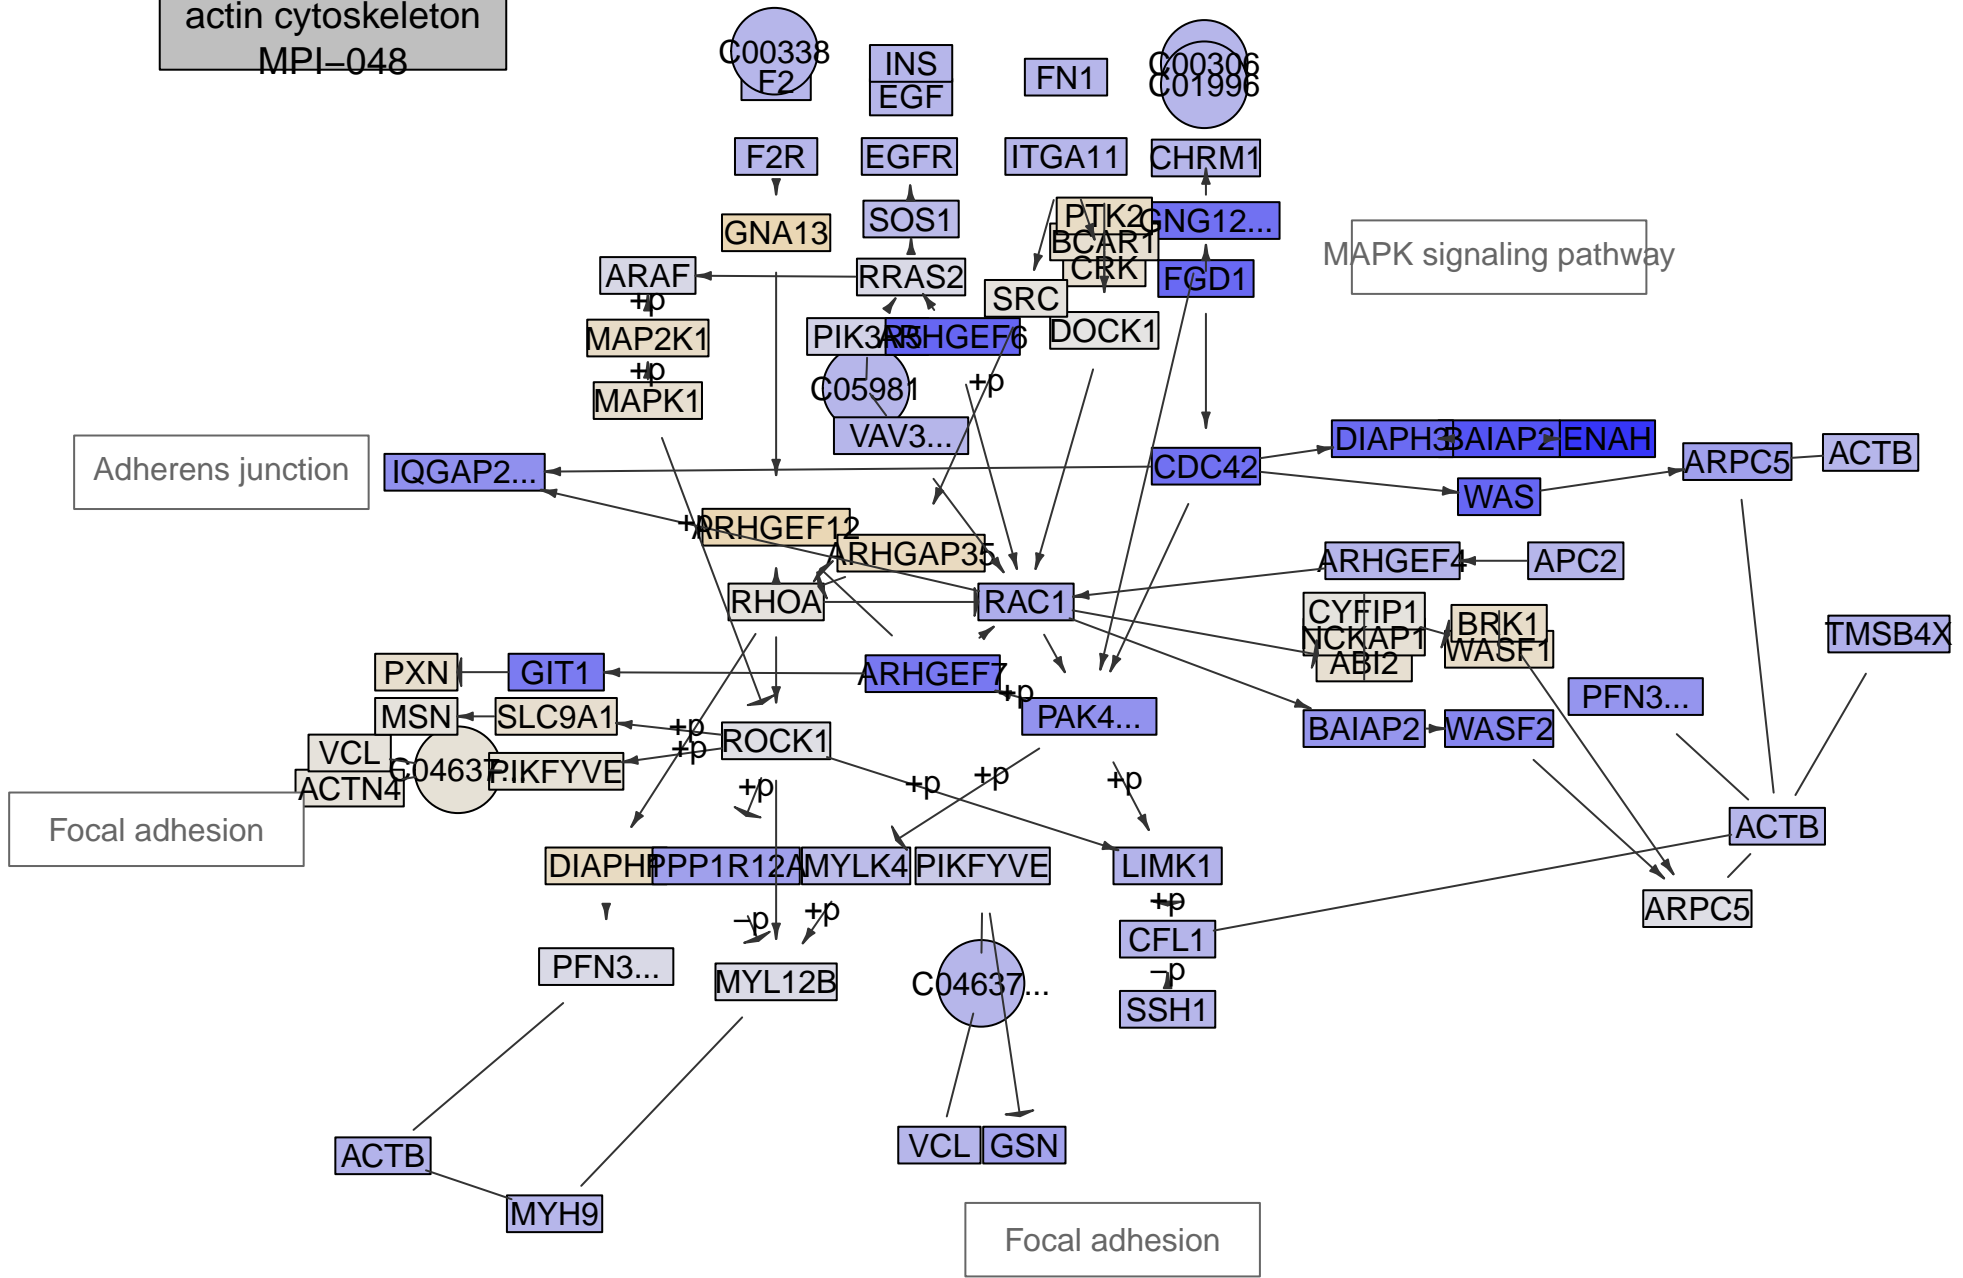 actin cytoskeleton
MPI−048
C00338
F2
INS
EGF
FN1
C00306
C01996
F2R
EGFR
ITGA11
CHRM1
GNA13
SOS1
PTK2
BCAR1
CRK
GNG12...
MAPK signaling pathway
ARAF
RRAS2
SRC
FGD1
+p
MAP2K1
PIK3R5
ARHGEF6
DOCK1
+p
MAPK1
C05981
+p
VAV3...
Adherens junction
IQGAP2...
CDC42
DIAPH3
BAIAP2
ENAH
ARPC5
ACTB
WAS
+p
ARHGEF12
ARHGAP35
ARHGEF4
APC2
RHOA
RAC1
CYFIP1
NCKAP1
ABI2
BRK1
WASF1
TMSB4X
PXN
GIT1
ARHGEF7
+p
PFN3...
MSN
SLC9A1
+p
ROCK1
PAK4...
BAIAP2
WASF2
VCL
ACTN4
C04637...
PIKFYVE
+p
+p
+p
+p
+p
Focal adhesion
ACTB
PPP1R12A
MYLK4
PIKFYVE
LIMK1
+p
ARPC5
−p
+p
CFL1
PFN3...
MYL12B
C04637...
−p
SSH1
ACTB
VCL
GSN
MYH9
Focal adhesion